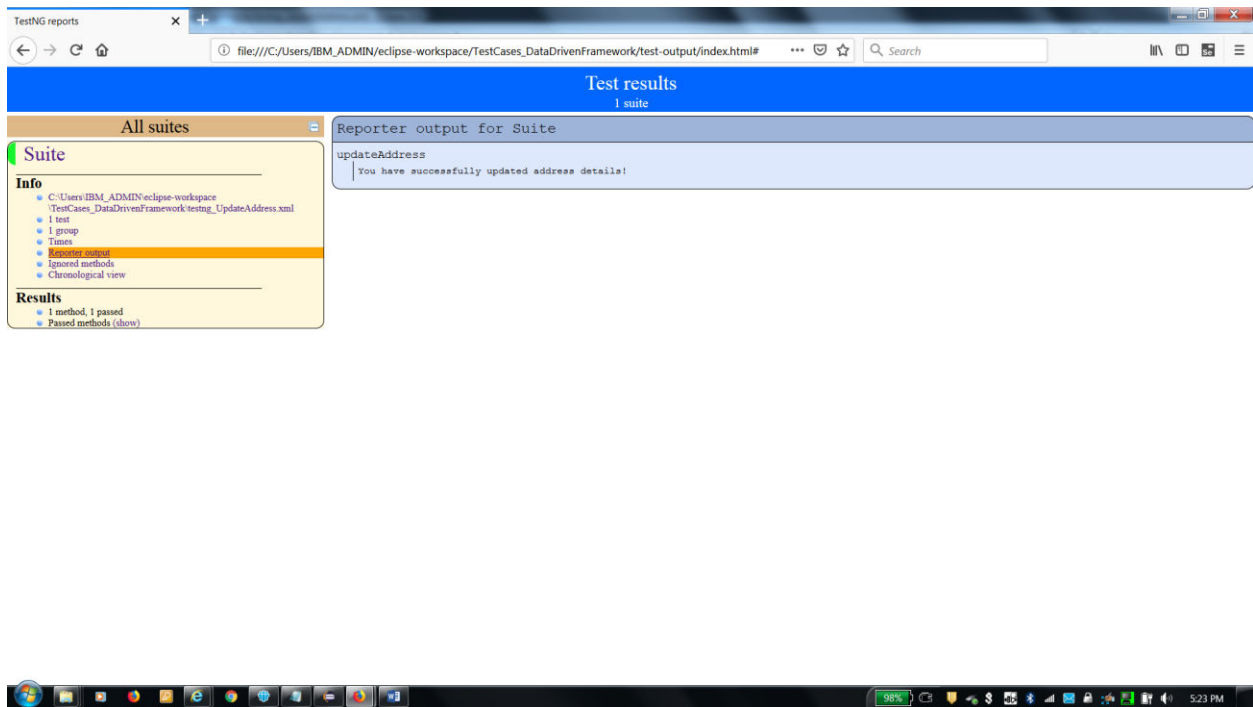 TestNG reports
file:///C:/Users/IBM_ADMIN/eclipse-workspace/TestCases_DataDrivenFramework/test-output/index.html#
Search
Test results
1 suite
All suites
Suite
Info
C:\Users\IBM_ADMIN\eclipse-workspace
\TestCases_DataDrivenFramework\testng_UpdateAddress.xml
1 test
1 group
Times
Reporter output
Ignored methods
Chronological view
Results
1 method, 1 passed
Passed methods (show)
Reporter output for Suite
updateAddress
You have successfully updated address details!
98%
5:23 PM